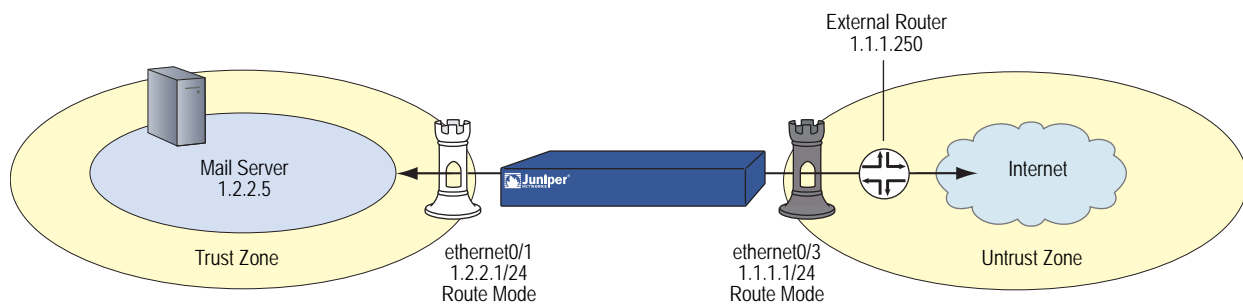 External Router
1.1.1.250
Mail Server
1.2.2.5
Juniper
NETWORKS
Internet
Trust Zone
ethernet0/1
1.2.2.1/24
Route Mode
ethernet0/3
1.1.1.1/24
Route Mode
Untrust Zone